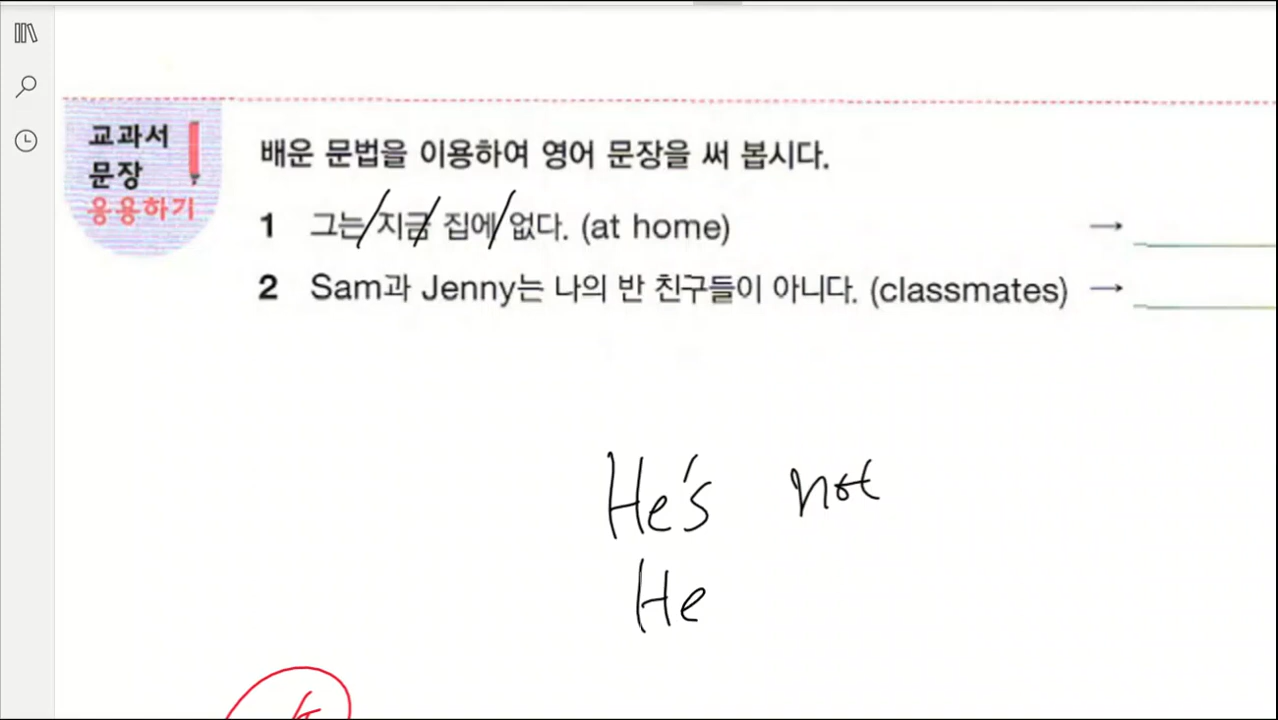 교과서
문장
응용하기
배운 문법을 이용하여 영어 문장을 써 봅시다.
1 그는/지금/ 집에/없다. (at home) →
2 Sam과 Jenny는 나의 반 친구들이 아니다. (classmates) →
He's not
He